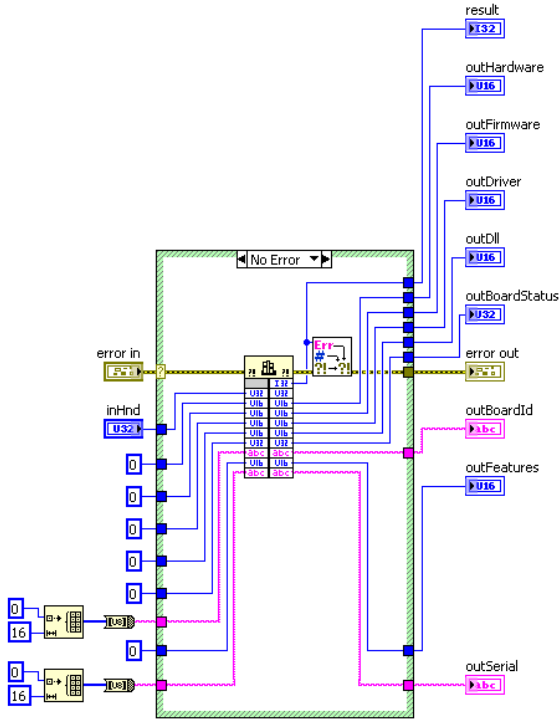 result
I32
outHardware
U16
outFirmware
U16
outDriver
U16
outDll
U16
No Error
outBoardStatus
U32
Err
#
?!→?!
error in
error out
?
?! ?!
I32
U32 U32
U16 U16
U16 U16
U16 U16
U16 U16
U32 U32
abc abc
U16 U16
abc abc
inHnd
U32
outBoardId
abc
0
outFeatures
U16
0
0
0
0
0
16
[U8]
0
outSerial
abc
0
16
[U8]